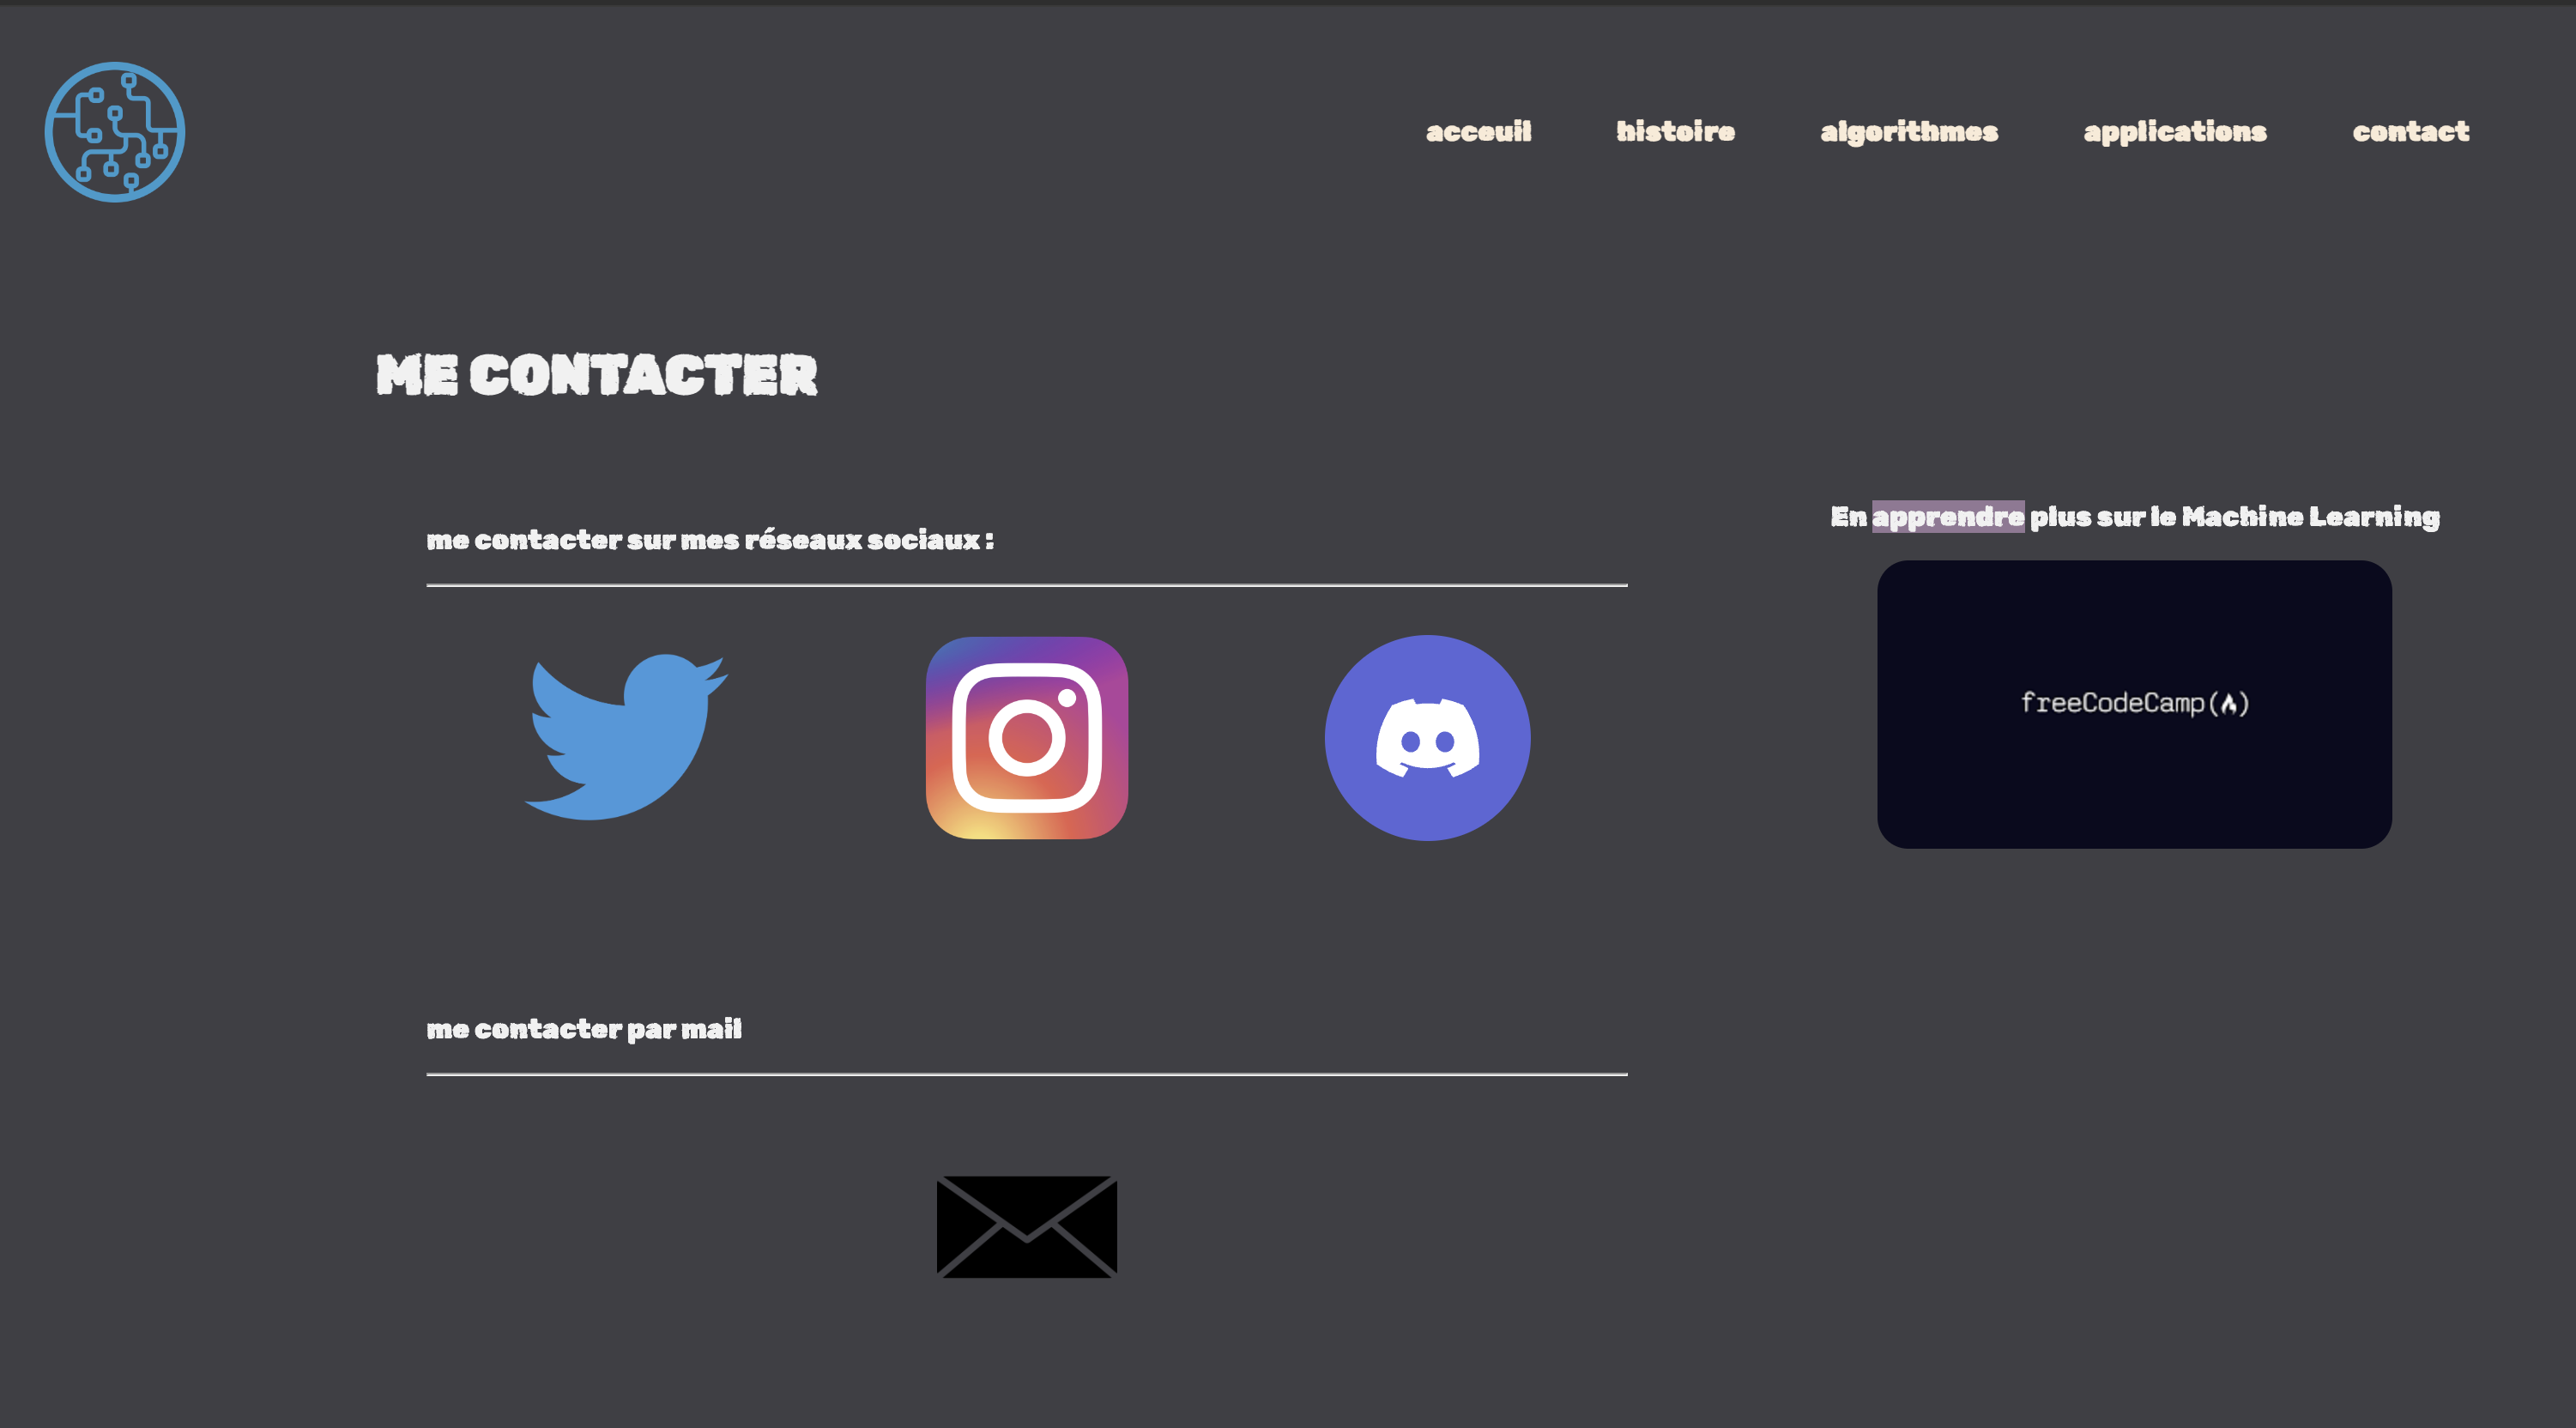 acceuil histoire algorithmes applications contact
ME CONTACTER
me contacter sur mes réseaux sociaux :
En apprendre plus sur le Machine Learning
freeCodeCamp(🔥)
me contacter par mail